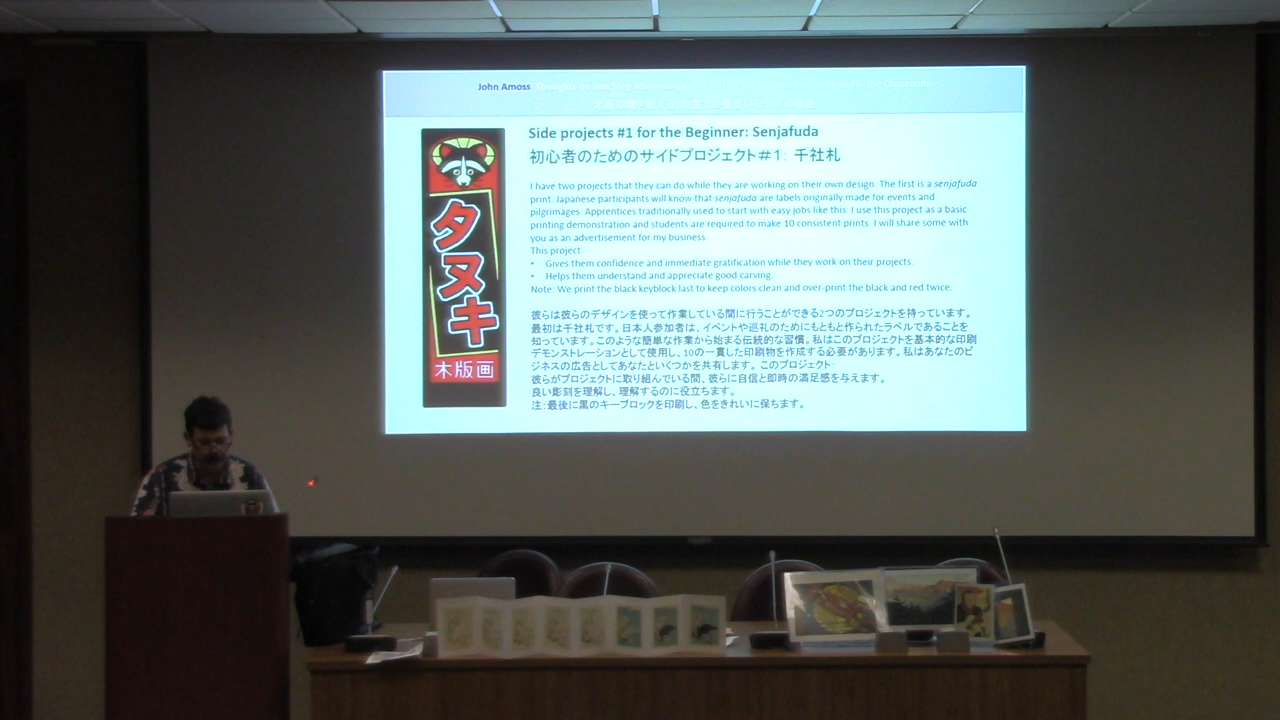 John Amoss Thoughts on Teaching
タヌキ
木版画
Side projects #1 for the Beginner: Senjafuda
初心者のためのサイドプロジェクト#1: 千社札
I have two projects that they can do while they are working on their own design. The first is a senjafuda
print. Japanese participants will know that senjafuda are labels originally made for events and
pilgrimages. Apprentices traditionally used to start with easy jobs like this. I use this project as a basic
printing demonstration and students are required to make 10 consistent prints. I will share some with
you as an advertisement for my business.
This project:
• Gives them confidence and immediate gratification while they work on their projects.
• Helps them understand and appreciate good carving.
Note: We print the black keyblock last to keep colors clean and over-print the black and red twice.
彼らは彼らのデザインを使って作業している間に行うことができる2つのプロジェクトを持っています。
最初は千社札です。日本人参加者は、イベントや巡礼のためにもともと作られたラベルであることを
知っています。このような簡単な作業から始まる伝統的な習慣。私はこのプロジェクトを基本的な印刷
デモンストレーションとして使用し、10の一貫した印刷物を作成する必要があります。私はあなたのビ
ジネスの広告としてあなたといくつかを共有します。 このプロジェクト:
彼らがプロジェクトに取り組んでいる間、彼らに自信と即時の満足感を与えます。
良い彫刻を理解し、理解するのに役立ちます。
注：最後に黒のキーブロックを印刷し、色をきれいに保ちます。